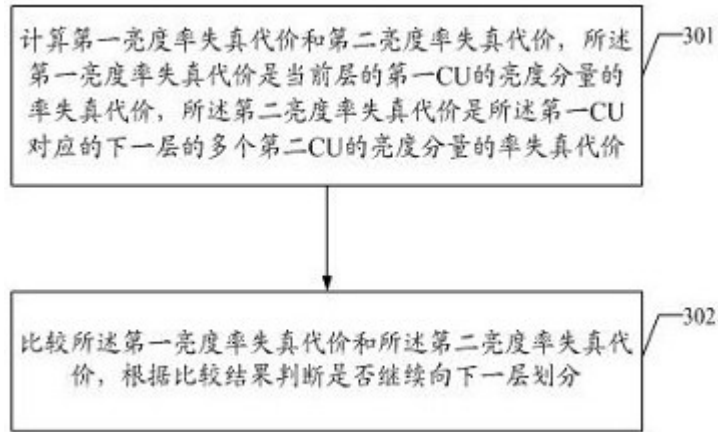 计算第一亮度率失真代价和第二亮度率失真代价，所述
第一亮度率失真代价是当前层的第一CU的亮度分量的
率失真代价，所述第二亮度率失真代价是所述第一CU
对应的下一层的多个第二CU的亮度分量的率失真代价
301
比较所述第一亮度率失真代价和所述第二亮度率失真代
价，根据比较结果判断是否继续向下一层划分
302